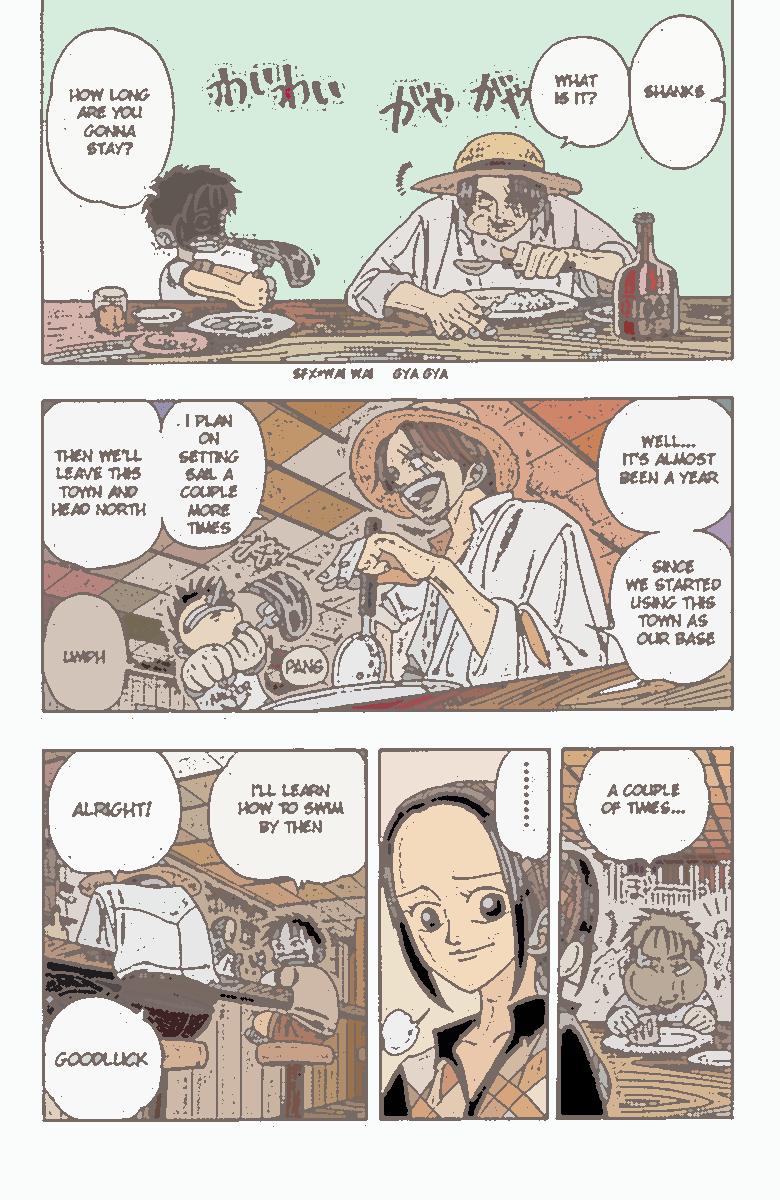 SHANKS
WHAT
IS IT?
がや がや
わいわい
HOW LONG
ARE YOU
GONNA
STAY?
SFX=WAI WAI GYA GYA
WELL...
IT'S ALMOST
BEEN A YEAR
SINCE
WE STARTED
USING THIS
TOWN AS
OUR BASE
I PLAN
ON
SETTING
SAIL A
COUPLE
MORE
TIMES
THEN WE'LL
LEAVE THIS
TOWN AND
HEAD NORTH
PANG
UMPH
ANCHOR
A COUPLE
OF TIMES...
.........
I'LL LEARN
HOW TO SWIM
BY THEN
ALRIGHT!
GOODLUCK